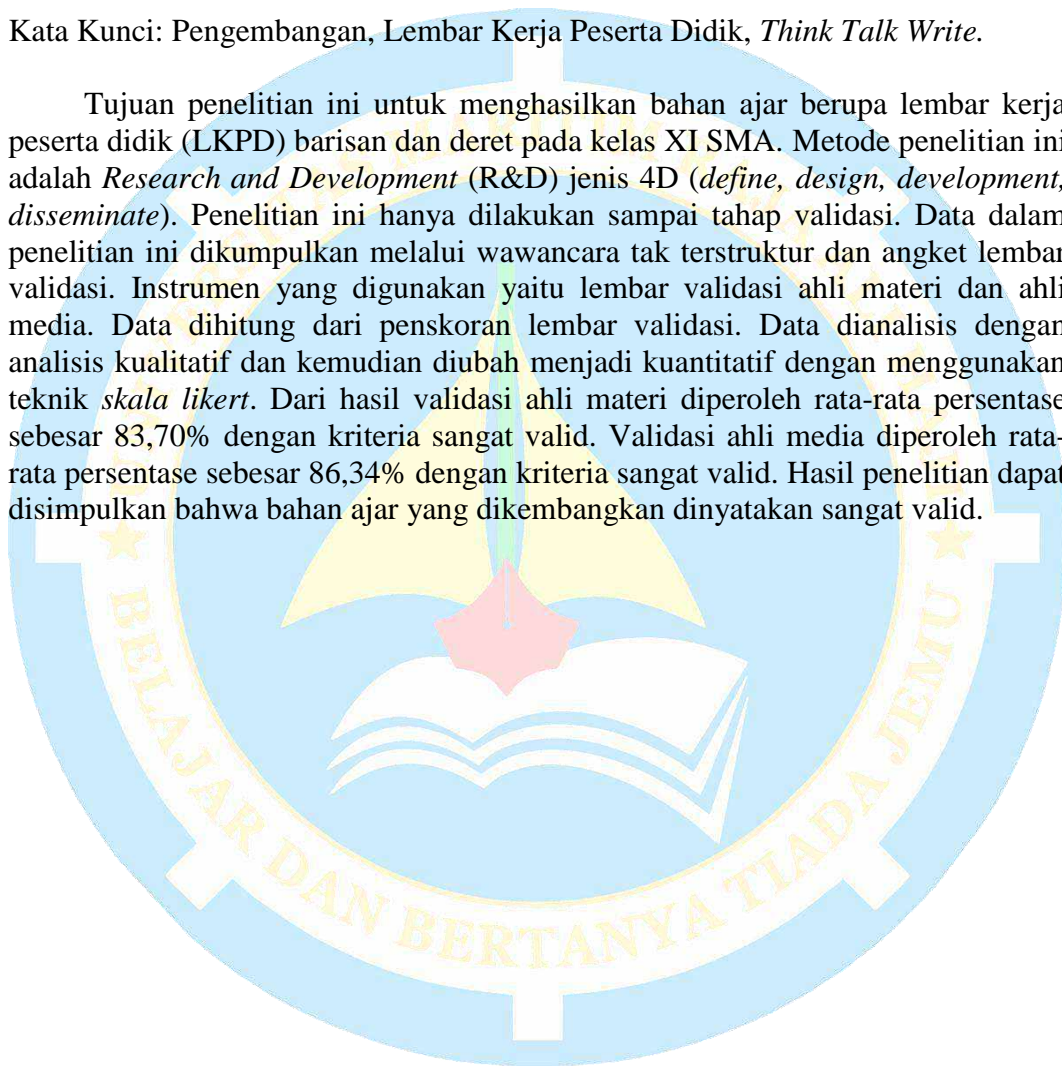 Kata Kunci: Pengembangan, Lembar Kerja Peserta Didik, Think Talk Write.
Tujuan penelitian ini untuk menghasilkan bahan ajar berupa lembar kerja
peserta didik (LKPD) barisan dan deret pada kelas XI SMA. Metode penelitian ini
adalah Research and Development (R&D) jenis 4D (define, design, development,
disseminate). Penelitian ini hanya dilakukan sampai tahap validasi. Data dalam
penelitian ini dikumpulkan melalui wawancara tak terstruktur dan angket lembar
validasi. Instrumen yang digunakan yaitu lembar validasi ahli materi dan ahli
media. Data dihitung dari penskoran lembar validasi. Data dianalisis dengan
analisis kualitatif dan kemudian diubah menjadi kuantitatif dengan menggunakan
teknik skala likert. Dari hasil validasi ahli materi diperoleh rata-rata persentase
sebesar 83,70% dengan kriteria sangat valid. Validasi ahli media diperoleh rata-
rata persentase sebesar 86,34% dengan kriteria sangat valid. Hasil penelitian dapat
disimpulkan bahwa bahan ajar yang dikembangkan dinyatakan sangat valid.
UNIVERSITAS MARITIM RAJA ALI HAJI
BELAJAR DAN BERTANYA TIADA JEMU